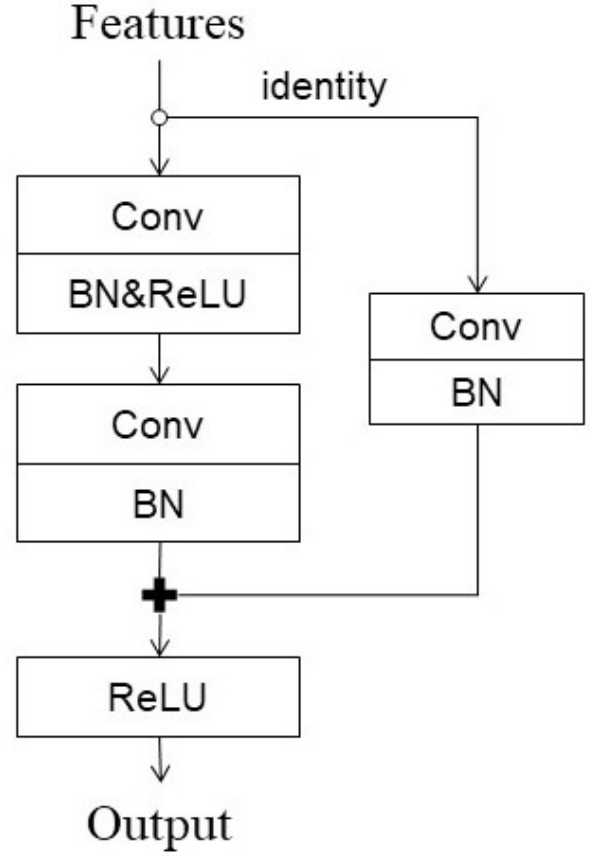 Features
identity
Conv
BN&ReLU
Conv
BN
Conv
BN
ReLU
Output